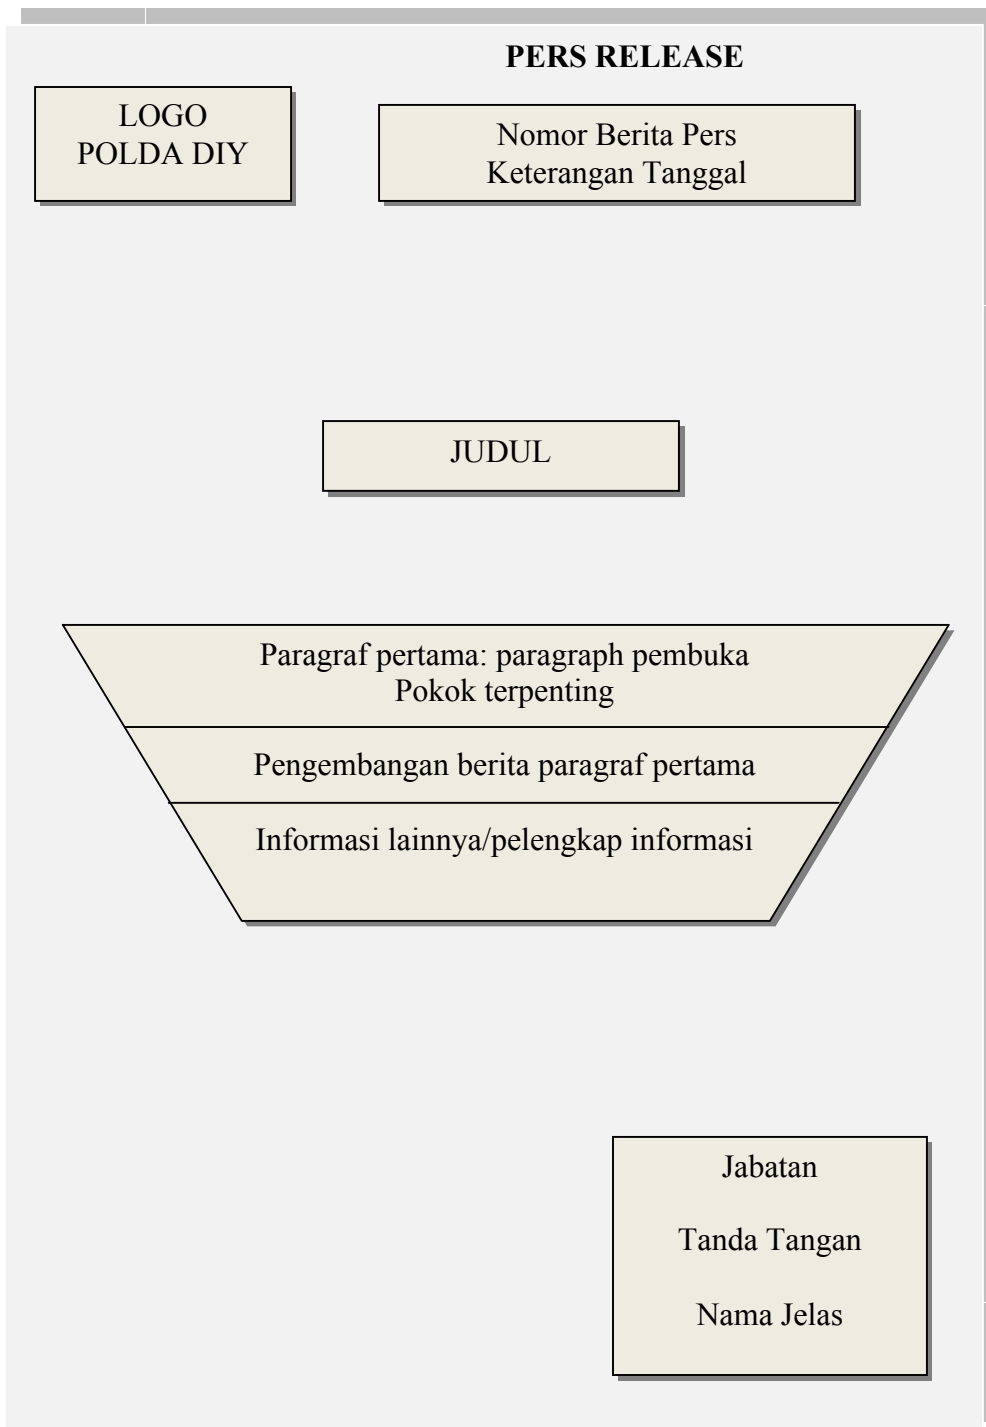 PERS RELEASE
LOGO
POLDA DIY
Nomor Berita Pers
Keterangan Tanggal
JUDUL
Paragraf pertama: paragraph pembuka
Pokok terpenting
Pengembangan berita paragraf pertama
Informasi lainnya/pelengkap informasi
Jabatan
Tanda Tangan
Nama Jelas